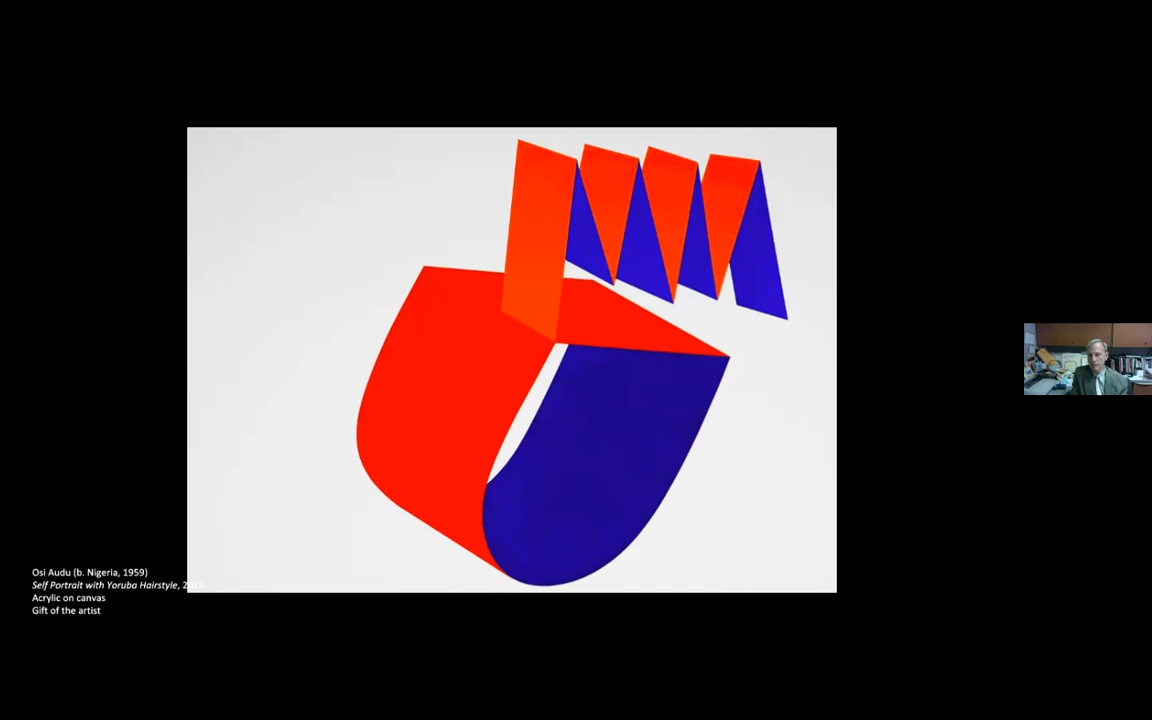 Osi Audu (b. Nigeria, 1959)
Self Portrait with Yoruba Hairstyle,
Acrylic on canvas
Gift of the artist